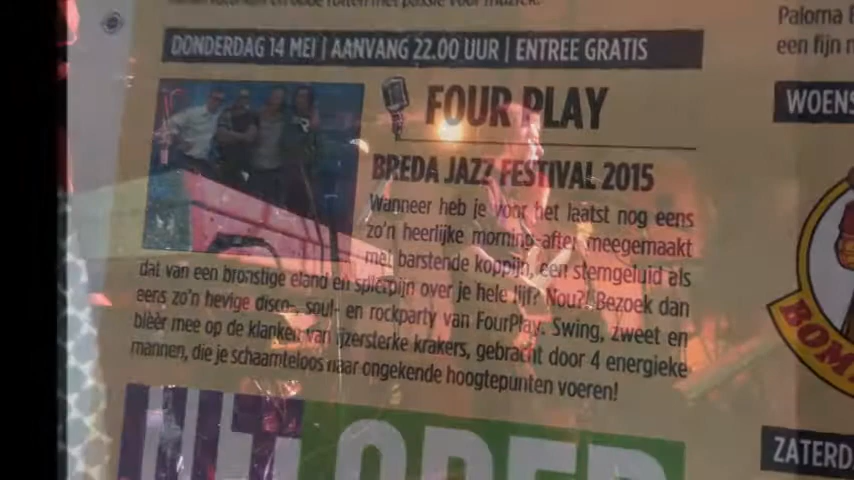 DONDERDAG 14 MEI | AANVANG 22.00 UUR | ENTREE GRATIS
FOUR PLAY
BREDA JAZZ FESTIVAL 2015
Wanneer heb je voor het laatst nog eens
zo'n heerlijke morning-after meegemaakt
met barstende koppijn, een stemgeluid als
dat van een bronstige eland en spierpijn over je hele lijf? Nou?! Bezoek dan
eens zo'n hevige disco-, soul- en rockparty van FourPlay. Swing, zweet en
blèr mee op de klanken van ijzersterke krakers, gebracht door 4 energieke
mannen, die je schaamteloos naar ongekende hoogtepunten voeren!
Paloma
een fijn
WOENS
BOM
ZATERD
HET